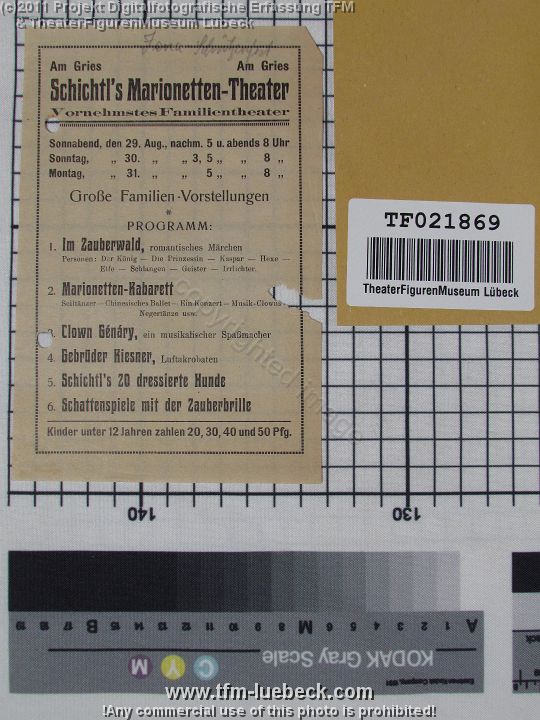 (c) 2011 Projekt Digitalfotografische Erfassung TFM
& TheaterFigurenMuseum Lübeck
Am Gries Am Gries
Schichtl's Marionetten-Theater
Vornehmstes Familientheater
Sonnabend, den 29. Aug., nachm. 5 u. abends 8 Uhr
Sonntag, „ 30. „ „ 3, 5 „ „ 8 „
Montag, „ 31. „ „ 5 „ „ 8 „
Große Familien-Vorstellungen
*
PROGRAMM:
1. Im Zauberwald, romantisches Märchen
Personen: Der König — Die Prinzessin — Kaspar — Hexe —
Elfe — Schlangen — Geister — Irrlichter.
2. Marionetten-Kabarett
Seiltänzer — Chinesisches Ballet — Ein Konzert — Musik-Clowns
Negertänze usw.
3. Clown Génáry, ein musikalischer Spaßmacher
4. Gebrüder Kiesner, Luftakrobaten
5. Schichtl's 20 dressierte Hunde
6. Schattenspiele mit der Zauberbrille
Kinder unter 12 Jahren zahlen 20, 30, 40 und 50 Pfg.
TF021869
TheaterFigurenMuseum Lübeck
copyrighted image
140 130
A 1 2 3 4 5 6 M 8 9 10 11 12 13 14 15 B 17 18 19
KODAK Gray Scale
C Y M
www.tfm-luebeck.com
!Any commercial use of this photo is prohibited!